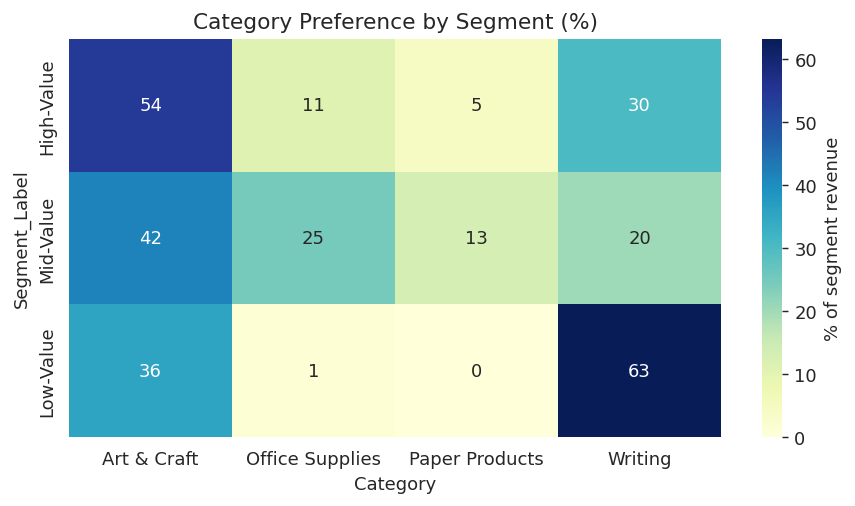 Category Preference by Segment (%)
Segment_Label
High-Value
54 11 5 30
Mid-Value
42 25 13 20
Low-Value
36 1 0 63
Art & Craft Office Supplies Paper Products Writing
Category
60
50
40
30
20
10
0
% of segment revenue